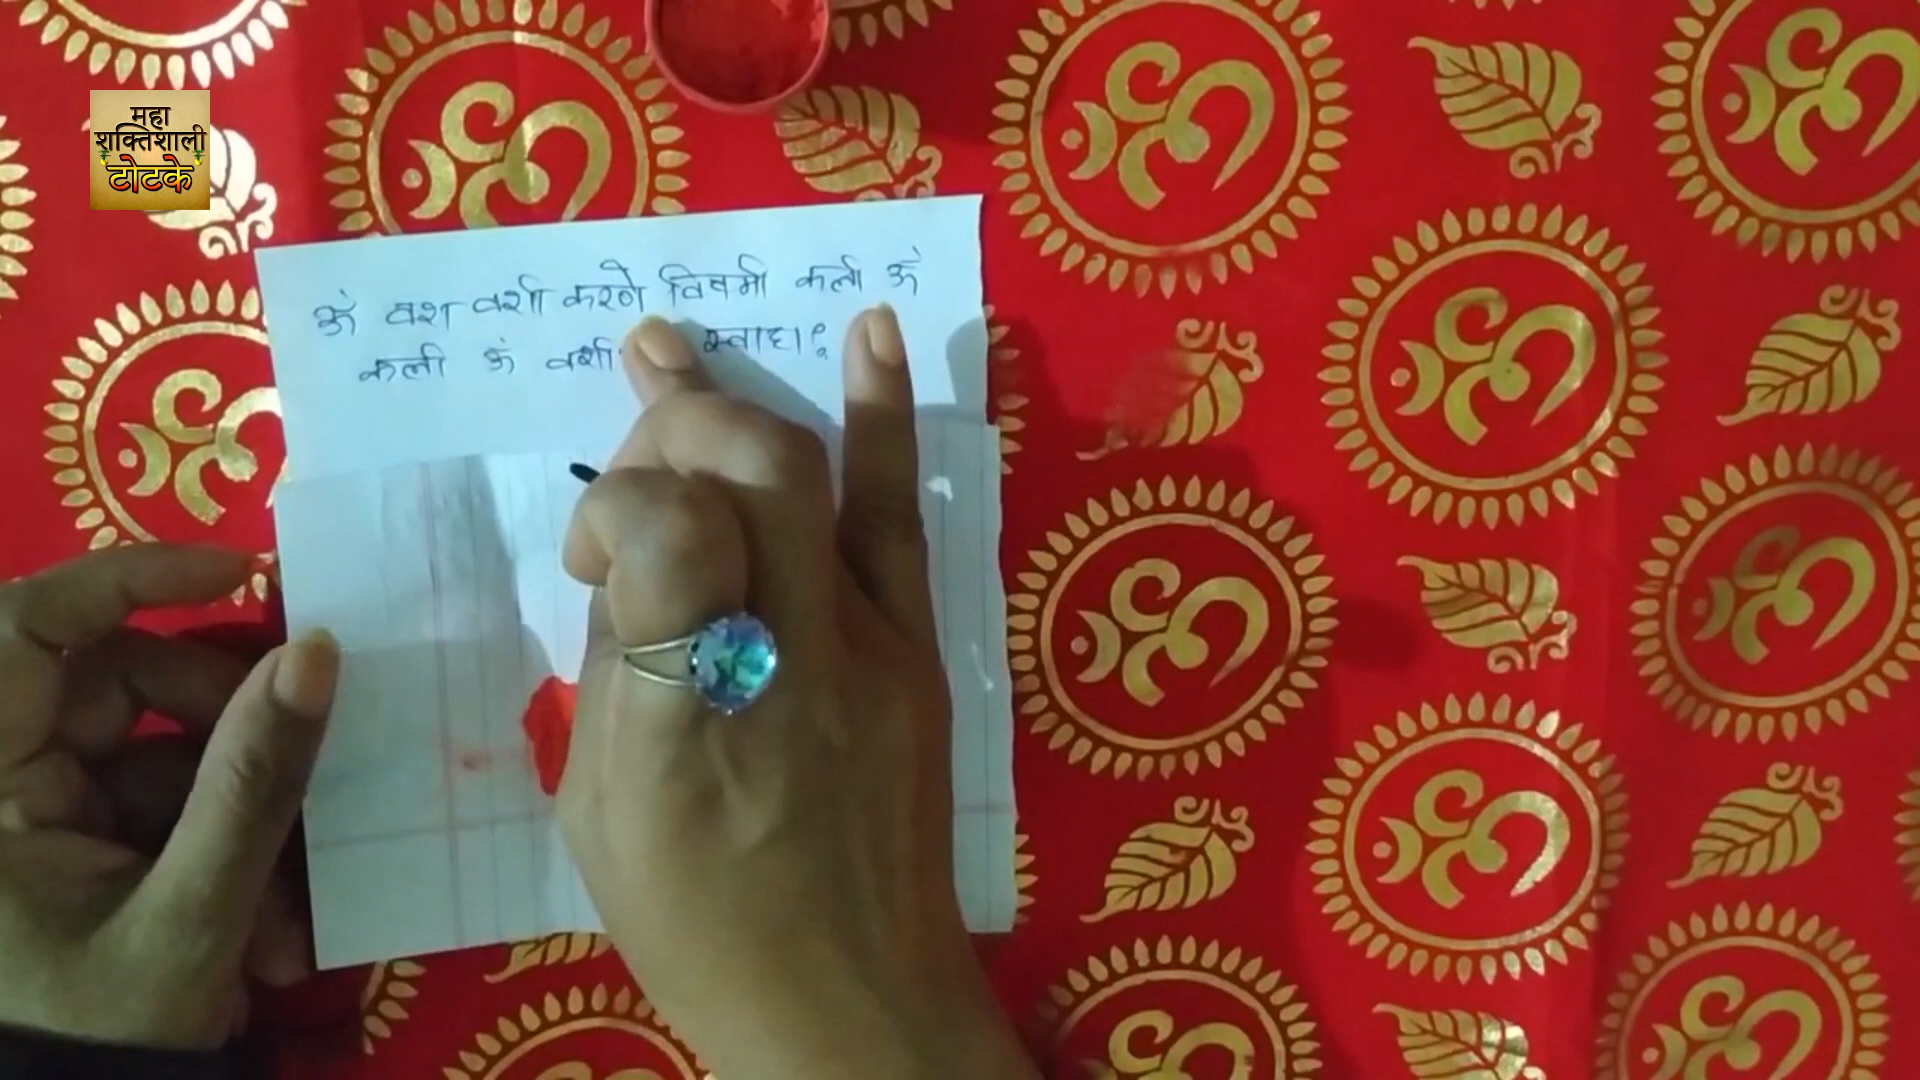 महा
शक्तिशाली
टोटके
ॐ वश वशी करणे विषमी कली ॐ
कली ॐ वशी स्वाहा